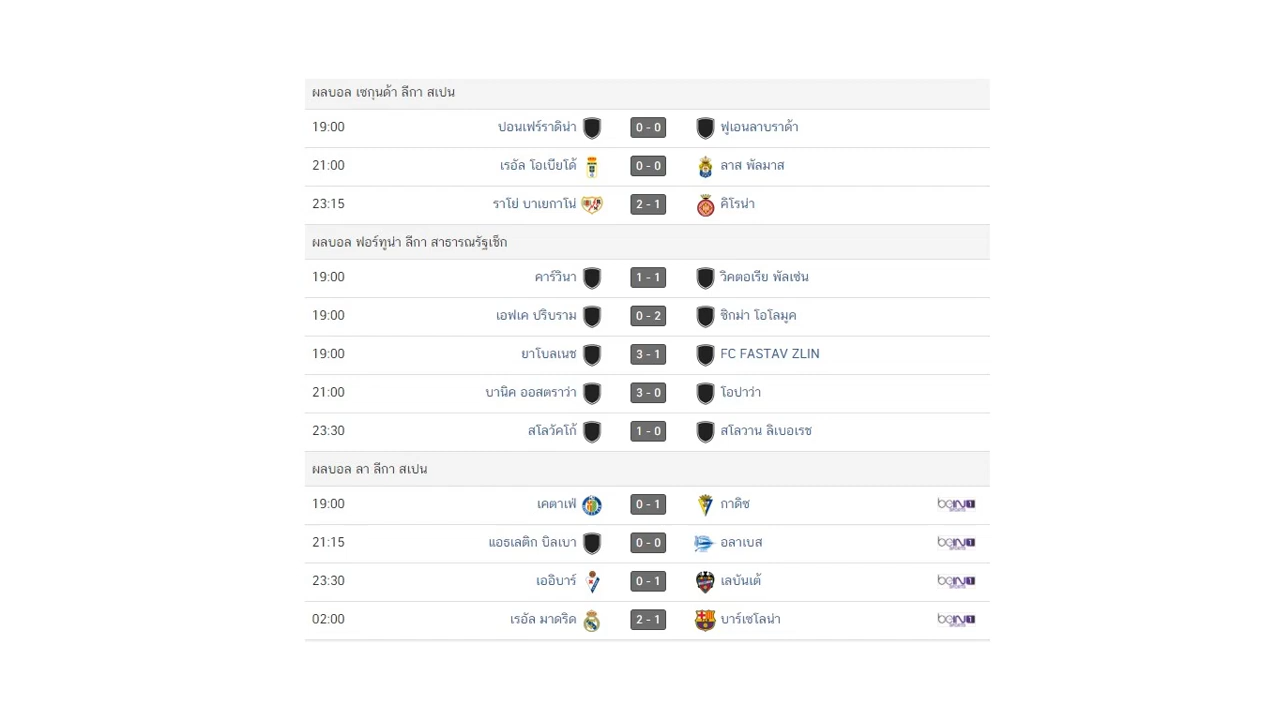 ผลบอล เซกุนด้า ลีกา สเปน
19:00 ปอนเฟร์ราดิน่า 0 - 0 ฟูเอนลาบราด้า
21:00 เรอัล โอเบียโด้ 0 - 0 ลาส พัลมาส
23:15 ราโย่ บาเยกาโน่ 2 - 1 คิโรน่า
ผลบอล ฟอร์ทูน่า ลีกา สาธารณรัฐเช็ก
19:00 คาร์วินา 1 - 1 วิคตอเรีย พัลเซ่น
19:00 เอฟเค ปริบราม 0 - 2 ซิกม่า โอโลมูค
19:00 ยาโบลเนช 3 - 1 FC FASTAV ZLIN
21:00 บานิค ออสตราว่า 3 - 0 โอปาว่า
23:30 สโลวัคโก้ 1 - 0 สโลวาน ลิเบอเรช
ผลบอล ลา ลีกา สเปน
19:00 เคตาเฟ่ 0 - 1 กาดิซ beIN 1 SPORTS
21:15 แอธเลติก บิลเบา 0 - 0 อลาเบส beIN 1 SPORTS
23:30 เออิบาร์ 0 - 1 เลบันเต้ beIN 1 SPORTS
02:00 เรอัล มาดริด 2 - 1 บาร์เซโลน่า beIN 1 SPORTS